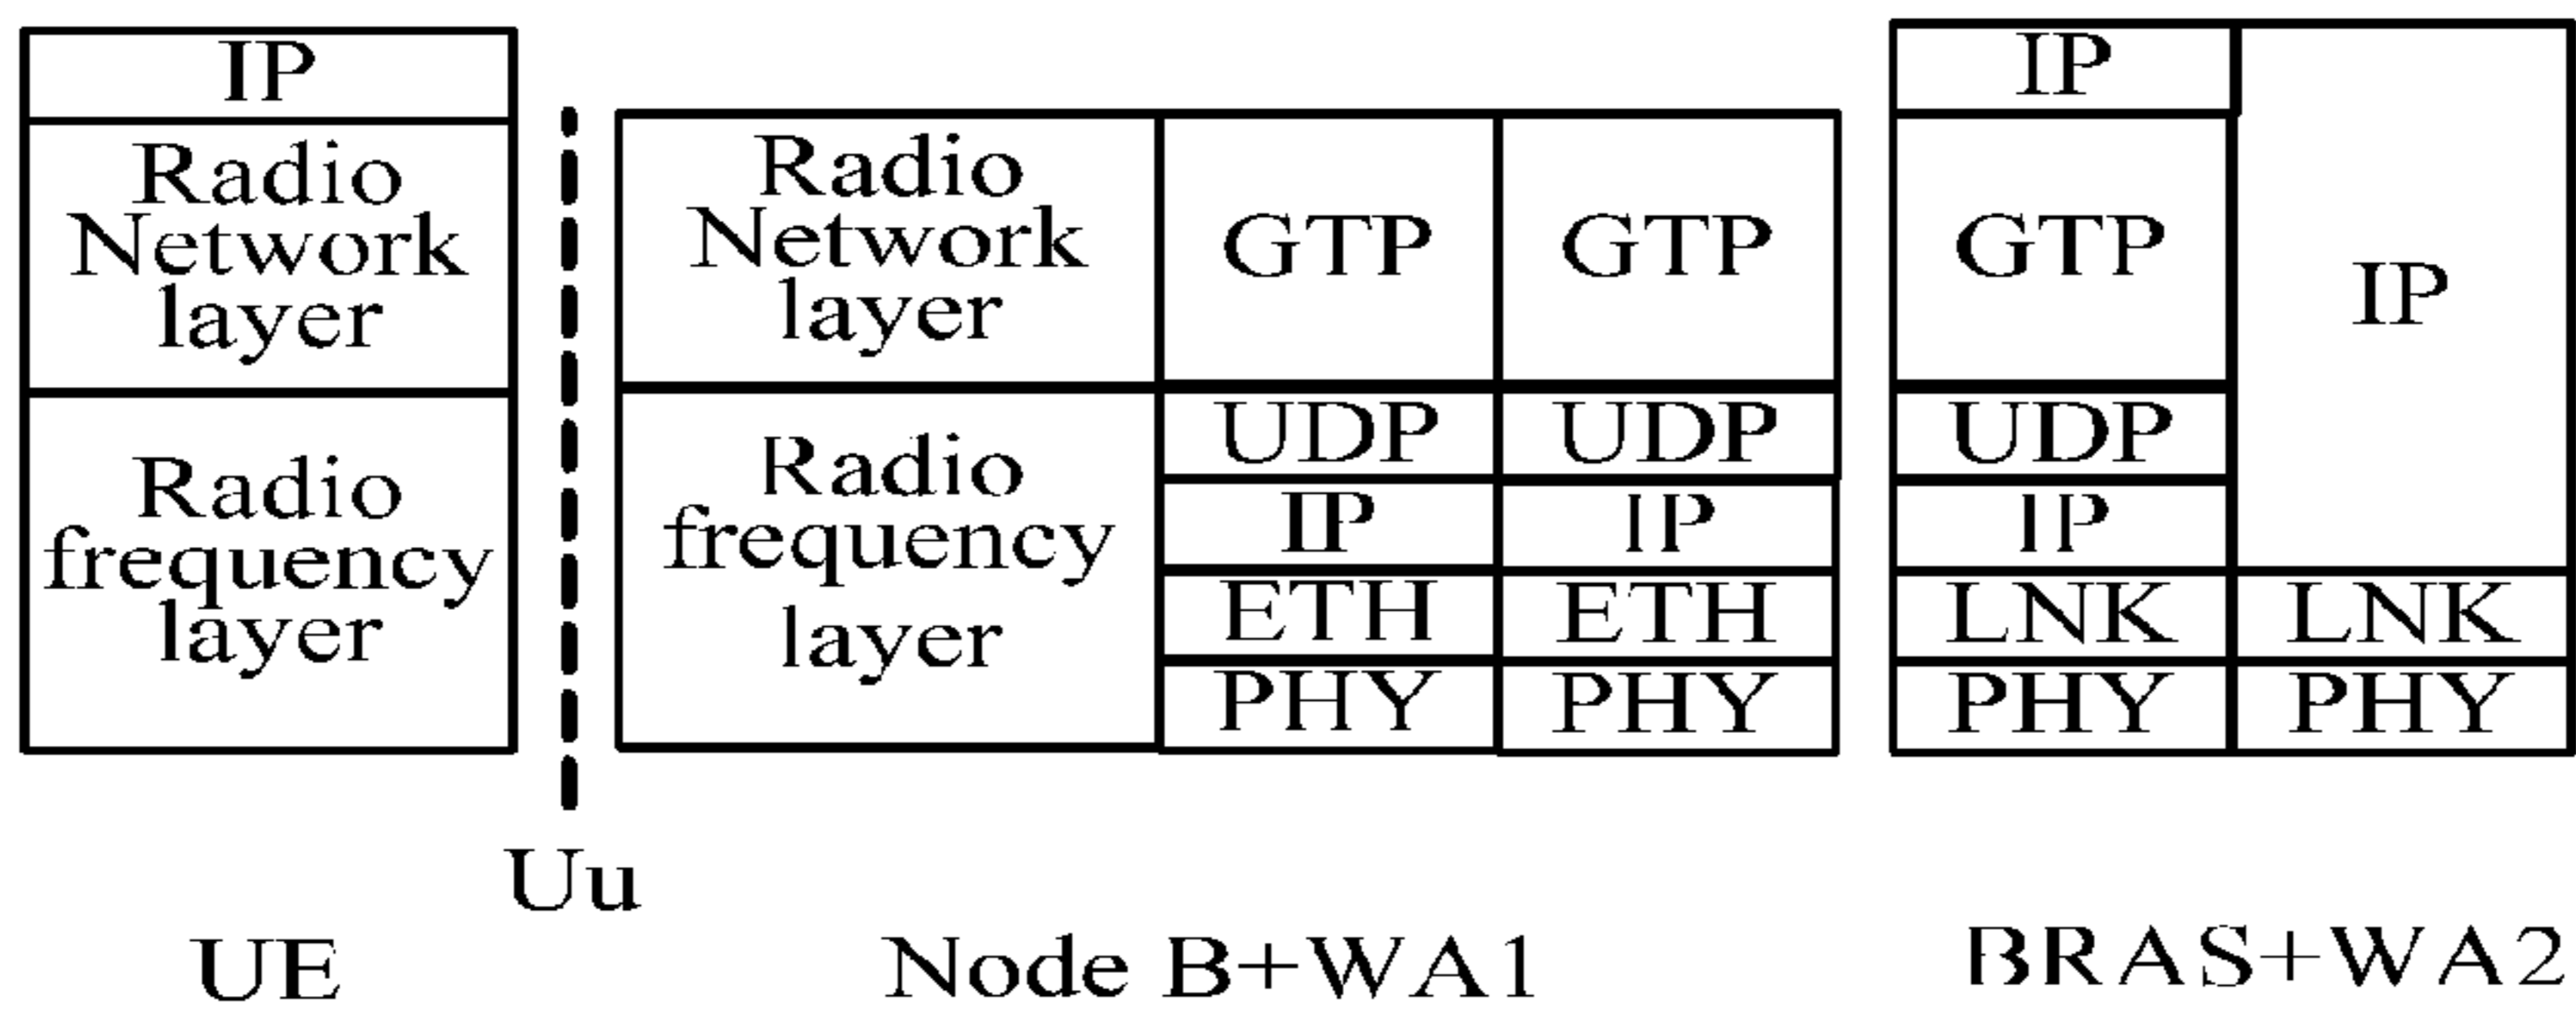 IP
Radio
Network
layer
Radio
frequency
layer
Uu
UE
Radio
Network
layer
Radio
frequency
layer
GTP
UDP
IP
ETH
PHY
GTP
UDP
IP
ETH
PHY
Node B+WA1
IP
GTP
UDP
IP
LNK
PHY
IP
LNK
PHY
BRAS+WA2